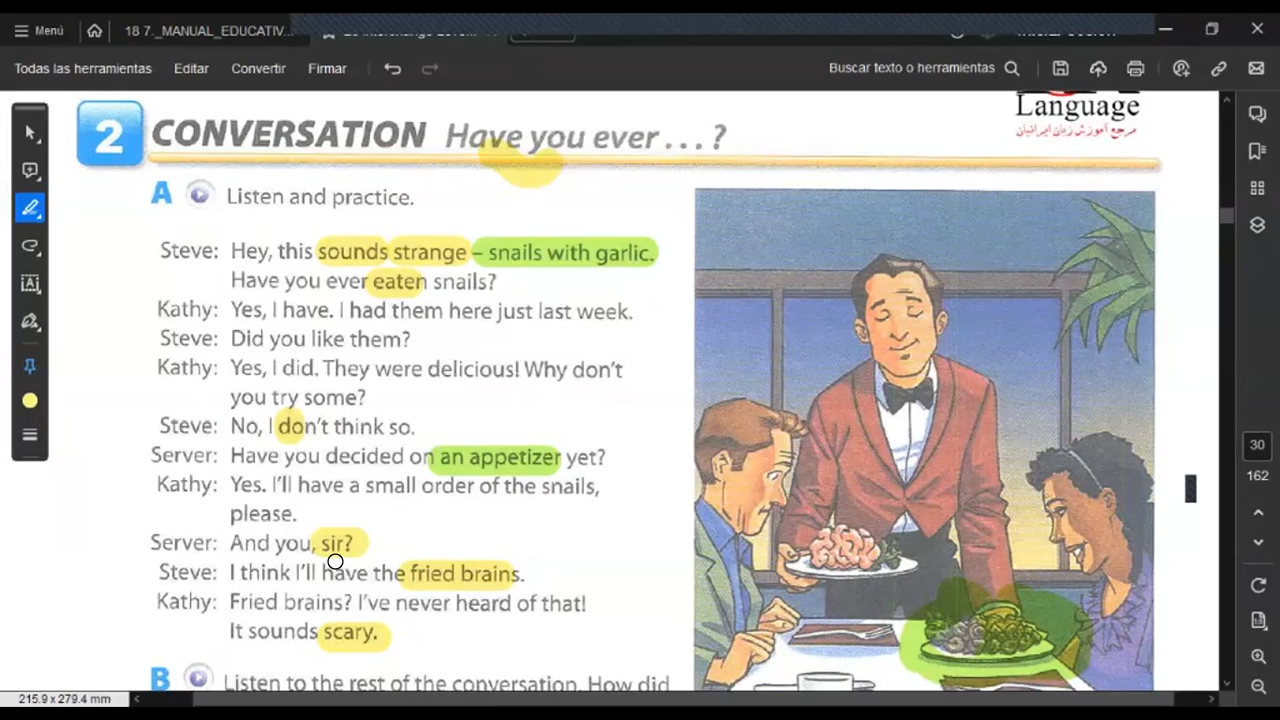 Menú
18 7._MANUAL_EDUCATIV...
Todas las herramientas
Editar
Convertir
Firmar
Buscar texto o herramientas
Language
مرجع آموزش زبان ایرانیان
2 CONVERSATION Have you ever . . . ?
A Listen and practice.
Steve: Hey, this sounds strange – snails with garlic.
Have you ever eaten snails?
Kathy: Yes, I have. I had them here just last week.
Steve: Did you like them?
Kathy: Yes, I did. They were delicious! Why don't
you try some?
Steve: No, I don't think so.
Server: Have you decided on an appetizer yet?
Kathy: Yes. I'll have a small order of the snails,
please.
Server: And you, sir?
Steve: I think I'll have the fried brains.
Kathy: Fried brains? I've never heard of that!
It sounds scary.
B Listen to the rest of the conversation. How did
30
162
215.9 x 279.4 mm